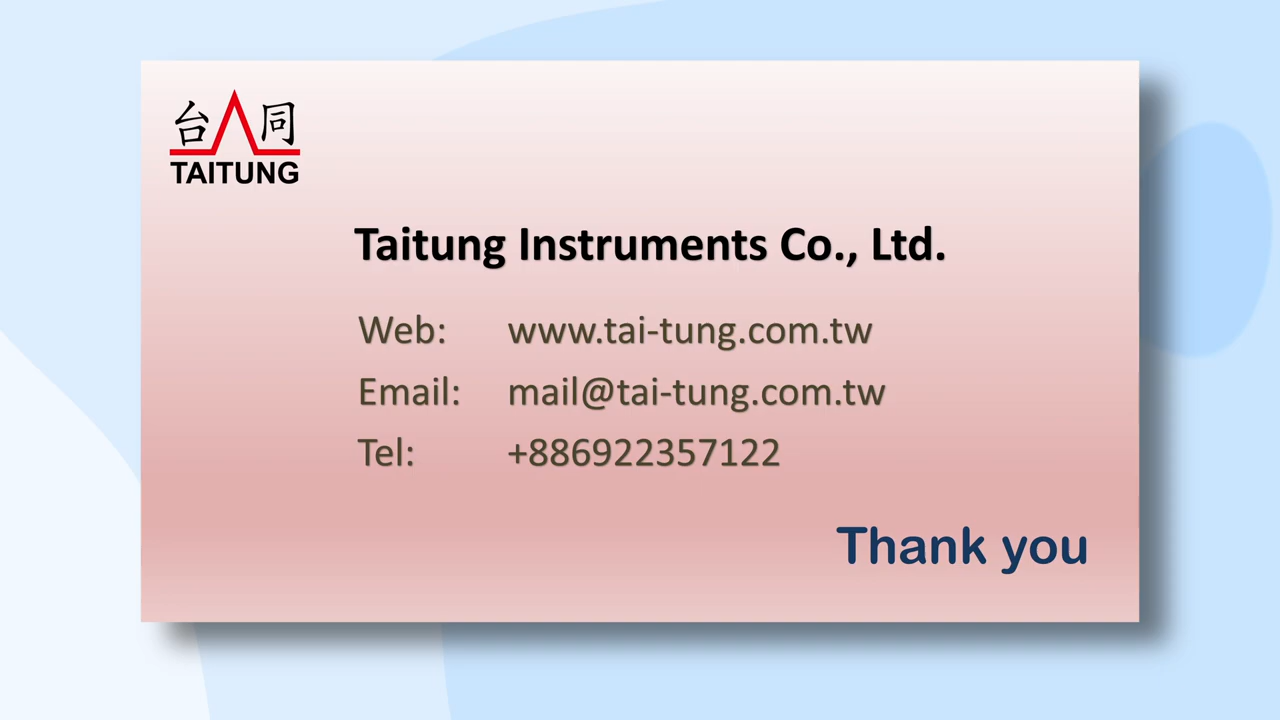 台同
TAITUNG
Taitung Instruments Co., Ltd.
Web: www.tai-tung.com.tw
Email: mail@tai-tung.com.tw
Tel: +886922357122
Thank you